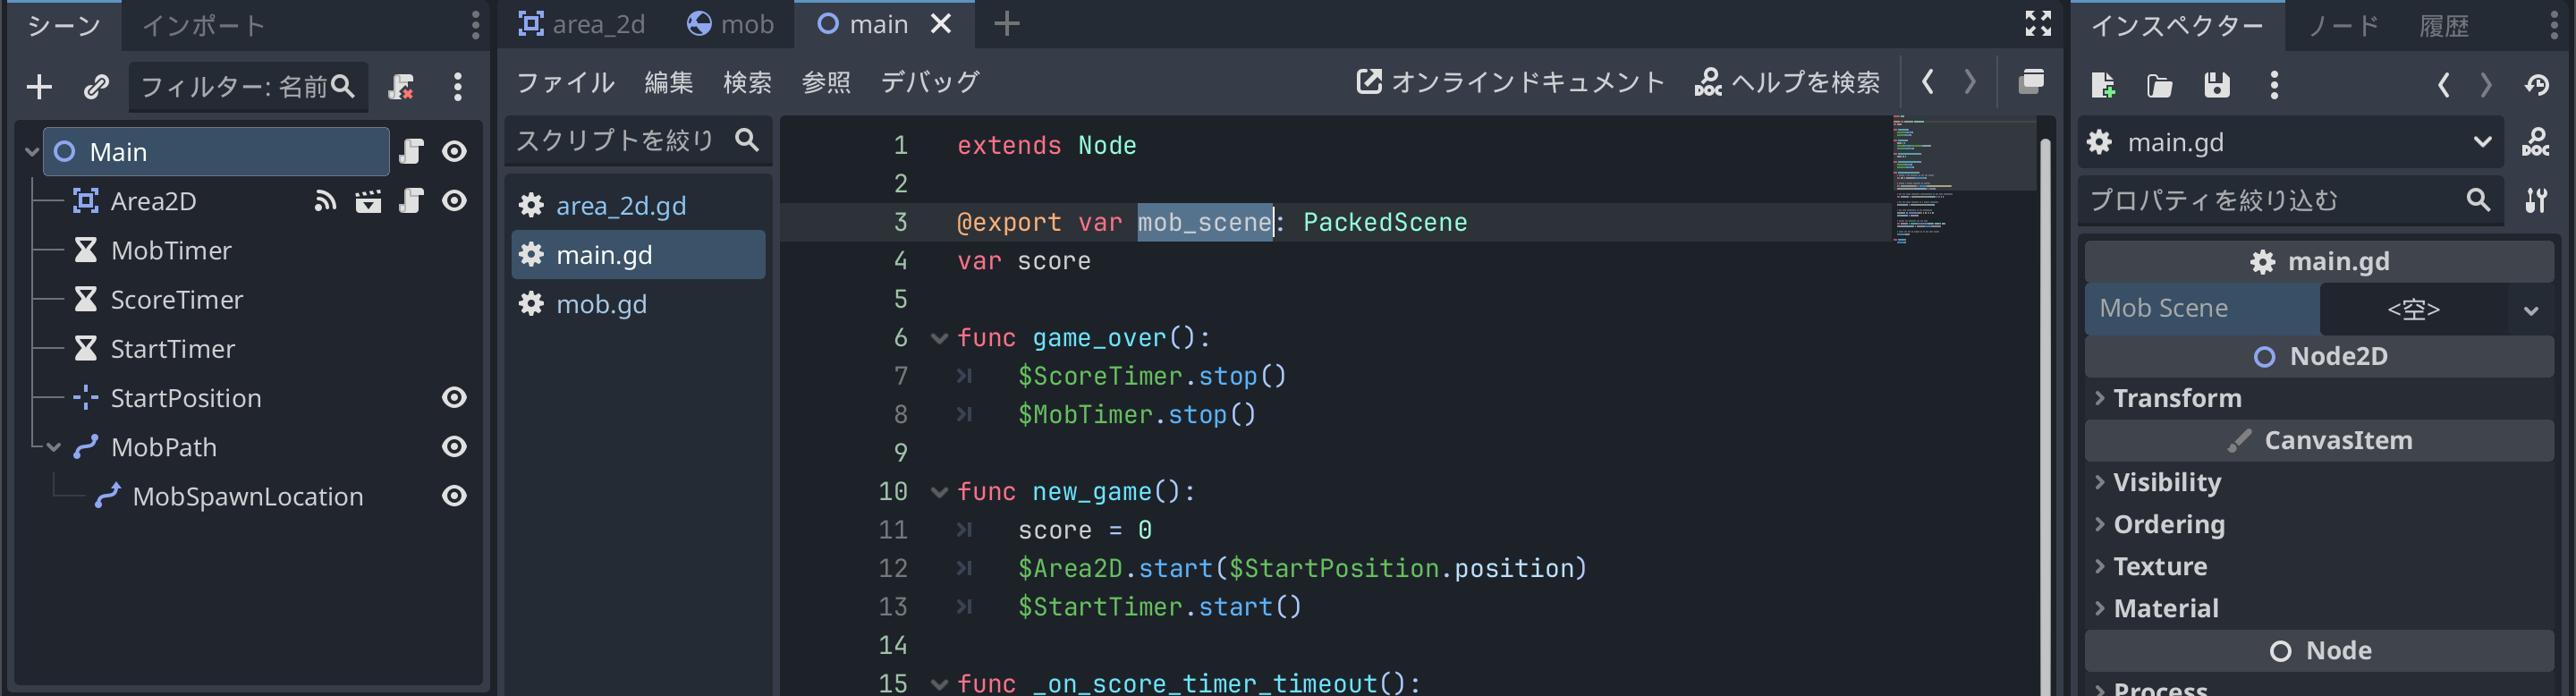 シーン
インポート
フィルター: 名前
Main
Area2D
MobTimer
ScoreTimer
StartTimer
StartPosition
MobPath
MobSpawnLocation
area_2d
mob
main
ファイル
編集
検索
参照
デバッグ
オンラインドキュメント
DOC
ヘルプを検索
スクリプトを絞り
area_2d.gd
main.gd
mob.gd
1 extends Node
2
3 @export var mob_scene: PackedScene
4 var score
5
6 func game_over():
7 $ScoreTimer.stop()
8 $MobTimer.stop()
9
10 func new_game():
11 score = 0
12 $Area2D.start($StartPosition.position)
13 $StartTimer.start()
14
15 func _on_score_timer_timeout():
インスペクター
ノード
履歴
main.gd
DOC
プロパティを絞り込む
main.gd
Mob Scene <空>
Node2D
Transform
CanvasItem
Visibility
Ordering
Texture
Material
Node
Process